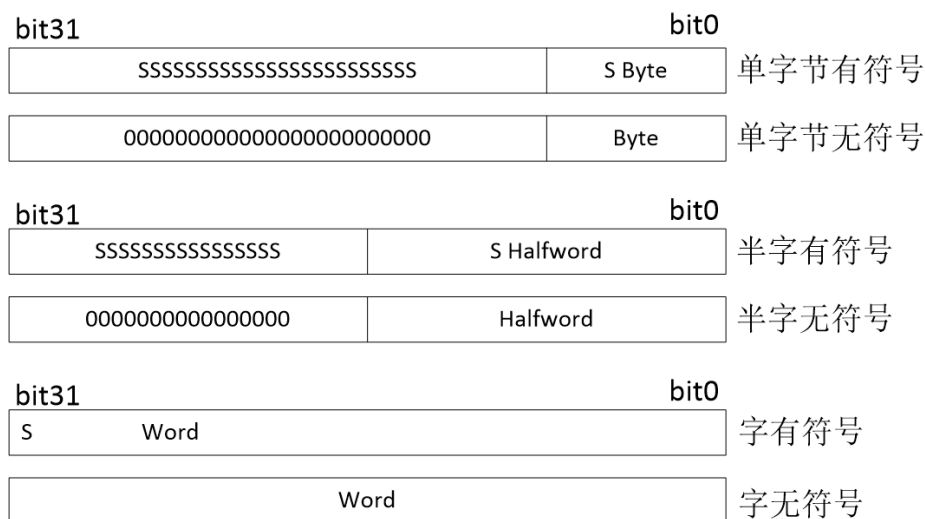 bit31 bit0
SSSSSSSSSSSSSSSSSSSSSSSS S Byte 单字节有符号
000000000000000000000000 Byte 单字节无符号
bit31 bit0
SSSSSSSSSSSSSSSS S Halfword 半字有符号
0000000000000000 Halfword 半字无符号
bit31 bit0
S Word 字有符号
Word 字无符号